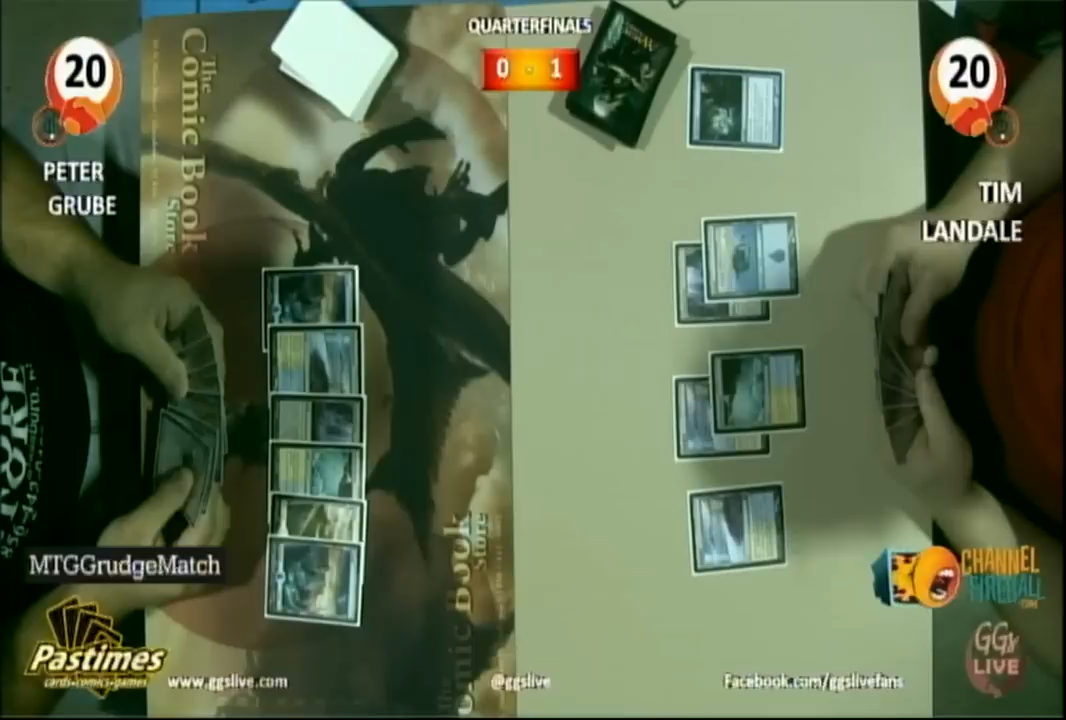 QUARTERFINALS
0 - 1
20
20
PETER
GRUBE
TIM
LANDALE
The
Comic Book
Store
MTGGrudgeMatch
Pastimes
cards•comics•games
www.ggslive.com
@ggslive
Facebook.com/ggslivefans
CHANNEL
FIREBALL
.COM
GGs
LIVE
Comic Book
Store